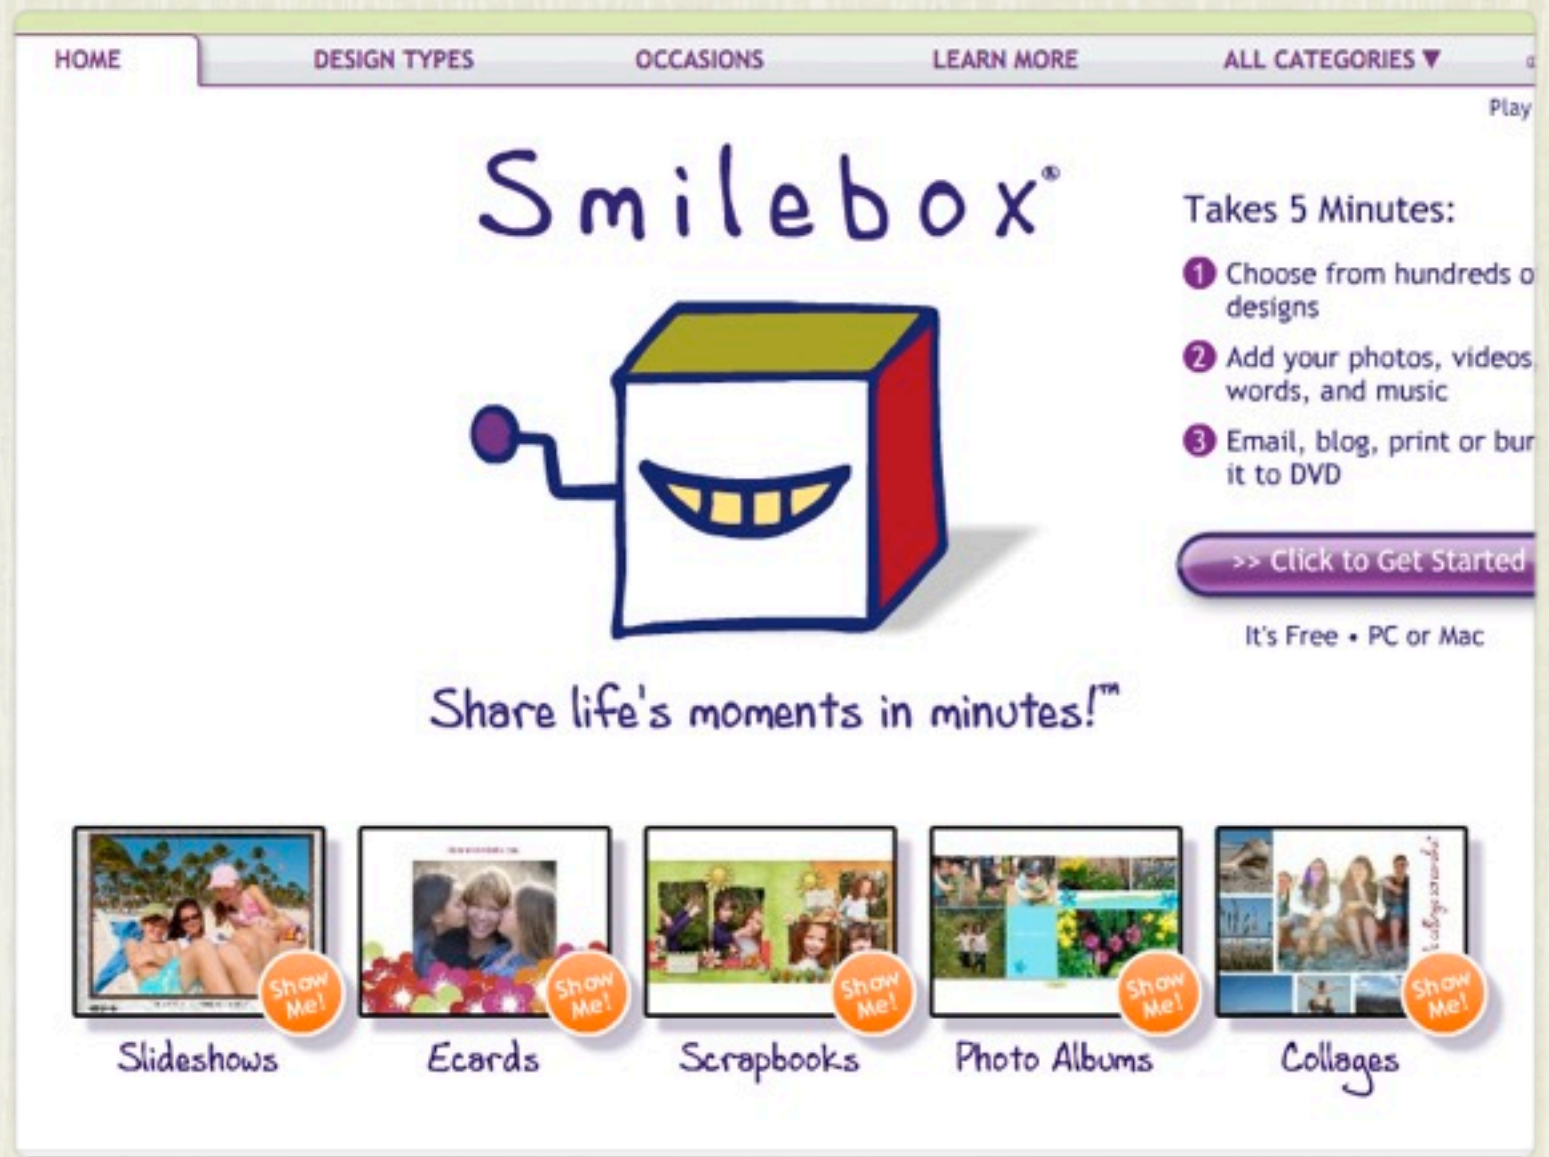 HOME DESIGN TYPES OCCASIONS LEARN MORE ALL CATEGORIES ▼
Play
Smilebox®
Takes 5 Minutes:
1 Choose from hundreds o
designs
2 Add your photos, videos,
words, and music
3 Email, blog, print or bur
it to DVD
>> Click to Get Started
It's Free • PC or Mac
Share life's moments in minutes!™
Show
Me!
Show
Me!
Show
Me!
Show
Me!
Show
Me!
Slideshows Ecards Scrapbooks Photo Albums Collages